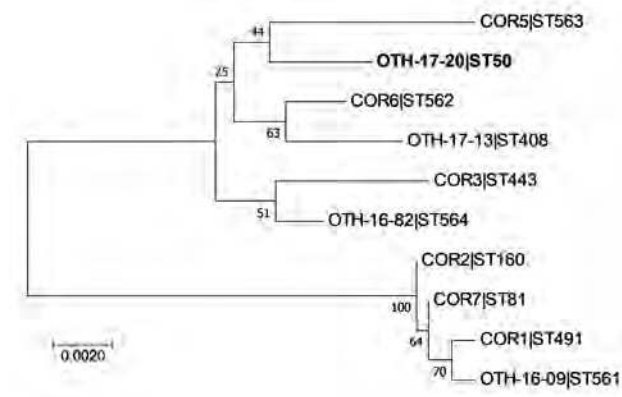 COR5|ST563
44
OTH-17-20|ST50
25
COR6|ST562
63
OTH-17-13|ST408
COR3|ST443
51
OTH-16-82|ST564
COR2|ST160
100
COR7|ST81
64
COR1|ST491
70
OTH-16-09|ST561
0.0020